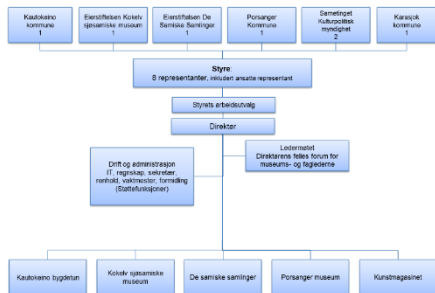 Kautokeino
kommune
1
Eierstiftelsen Kokelv
sjøsamiske museum
1
Eierstiftelsen De
Samiske Samlinger
1
Porsanger
Kommune
1
Sametinget
Kulturpolitisk
myndighet
2
Karasjok
kommune
1
Styre:
8 representanter, inkludert ansatte representant
Styrets arbeidsutvalg
Direktør
Drift og administrasjon
IT, regnskap, sekretær,
renhold, vaktmester, formidling
(Støttefunksjoner)
Ledermøtet
Direktørens felles forum for
museums- og faglederne
Kautokeino bygdetun
Kokelv sjøsamiske
museum
De samiske samlinger
Porsanger museum
Kunstmagasinet